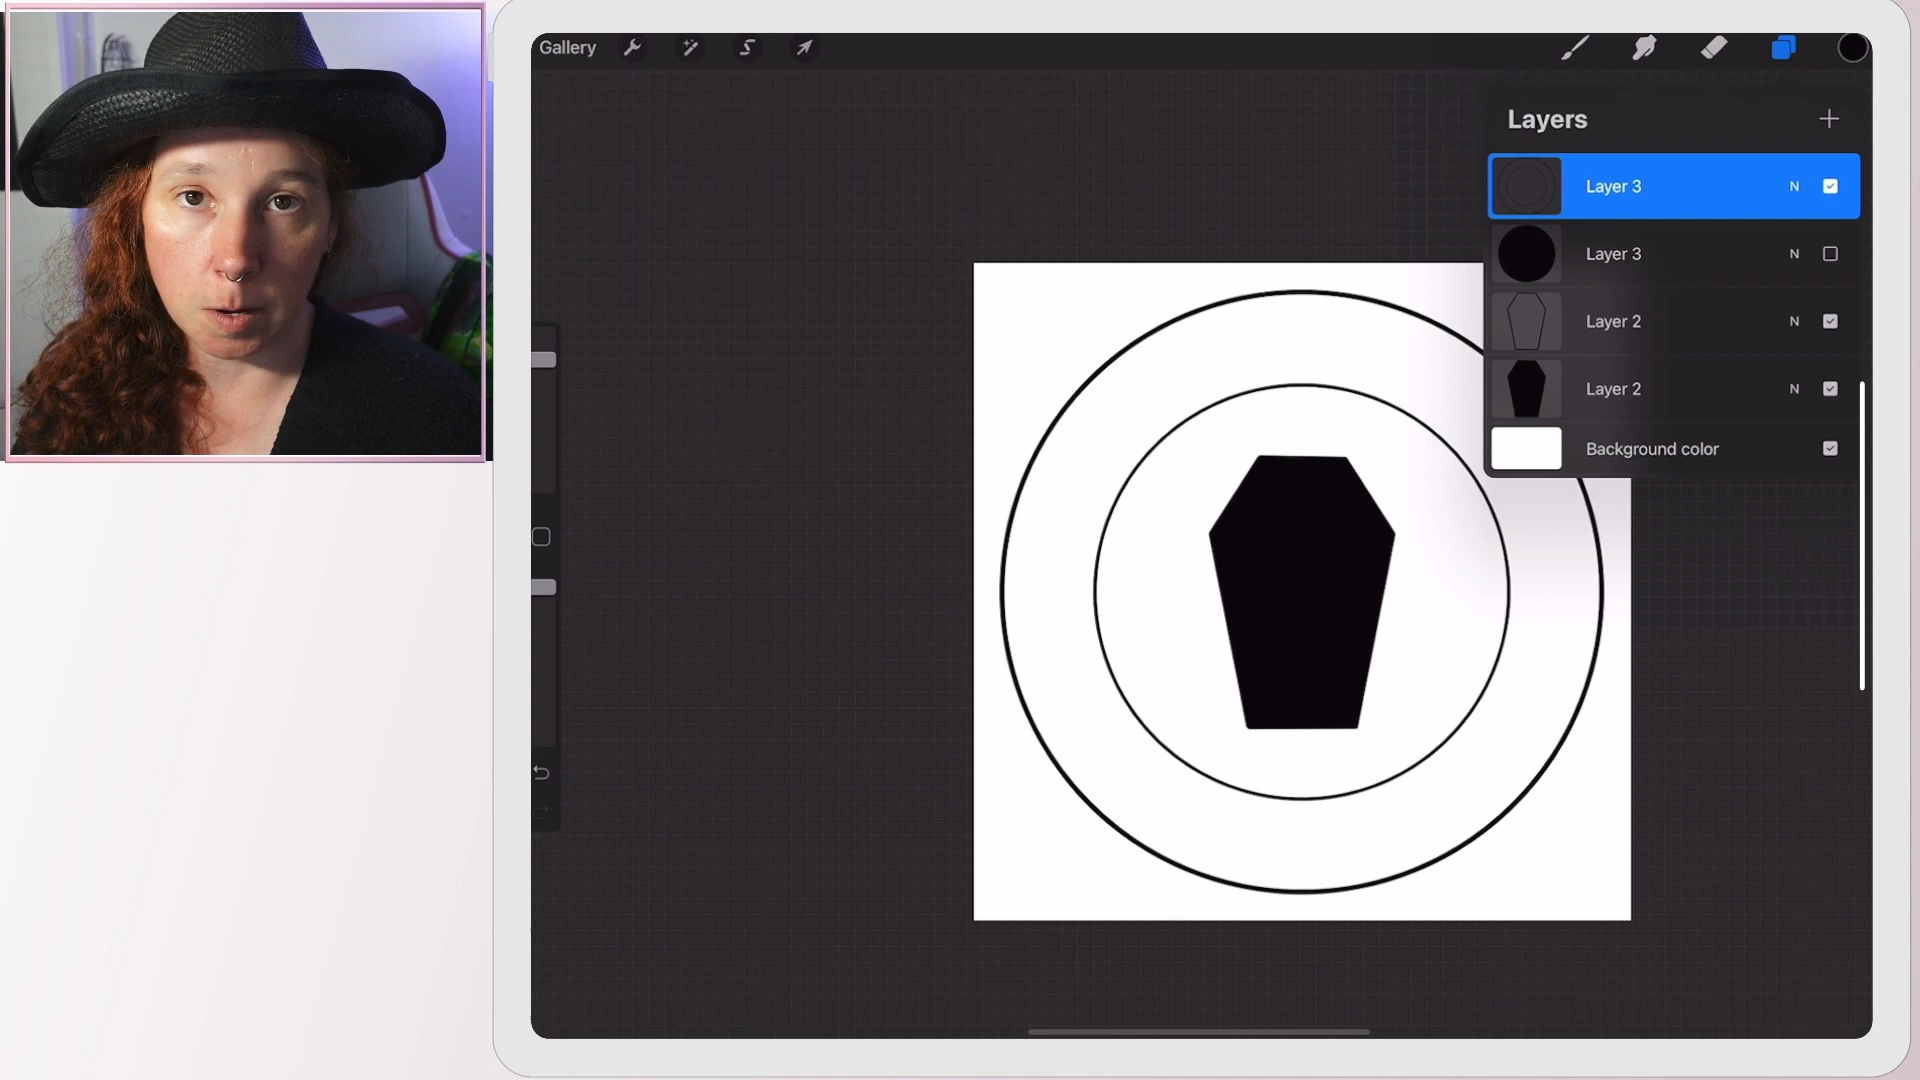 Gallery
Layers
Layer 3 N
Layer 3 N
Layer 2 N
Layer 2 N
Background color